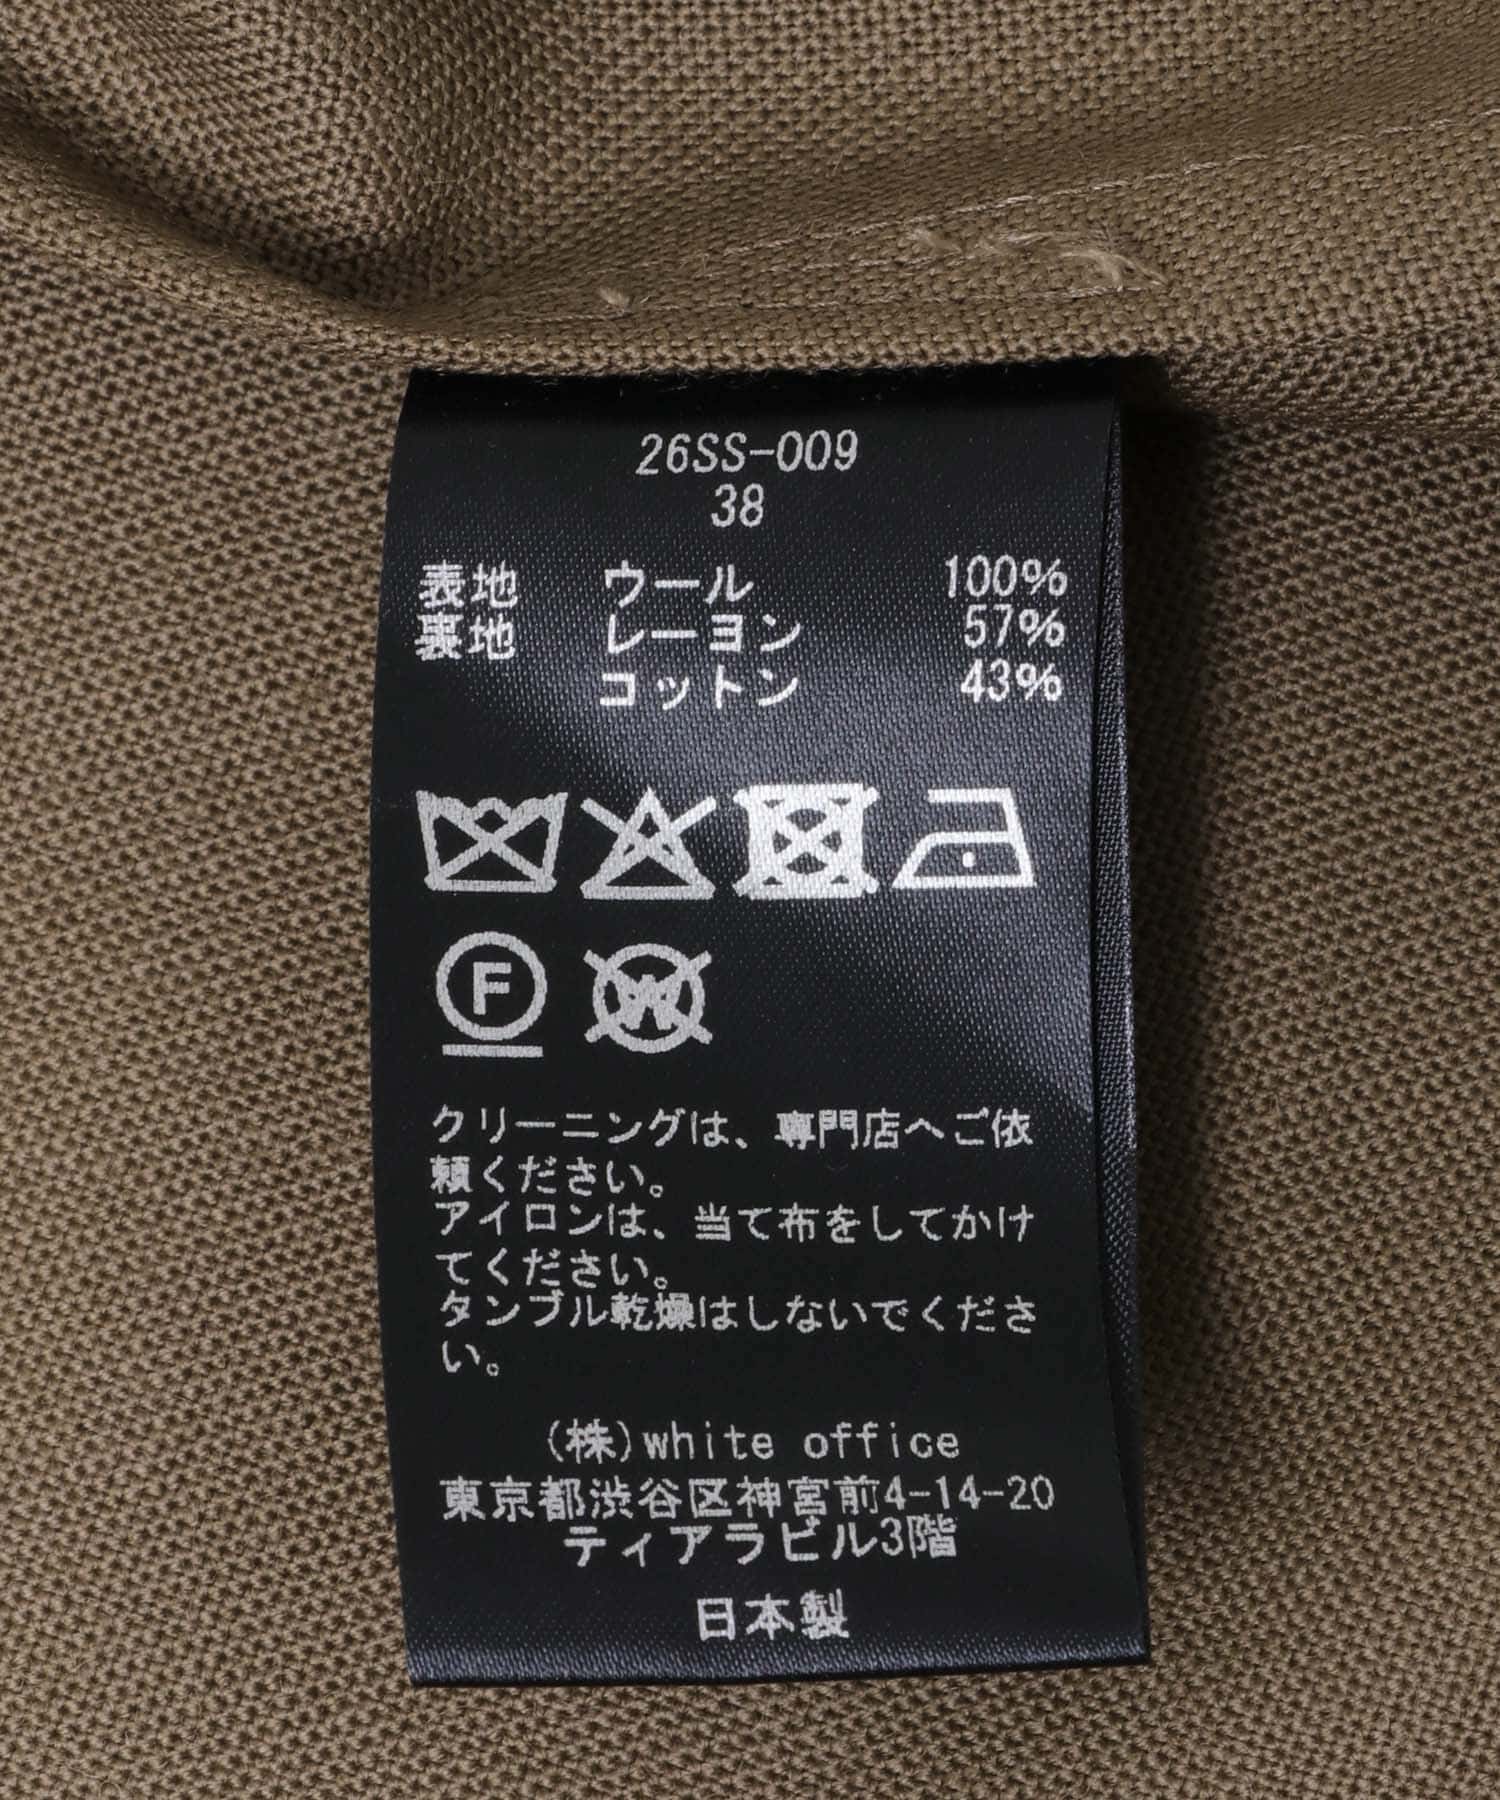 26SS-009
38
表地 ウール 100%
裏地 レーヨン 57%
コットン 43%
F W
クリーニングは、専門店へご依
頼ください。
アイロンは、当て布をしてかけ
てください。
タンブル乾燥はしないでくださ
い。
(株)white office
東京都渋谷区神宮前4-14-20
ティアラビル3階
日本製